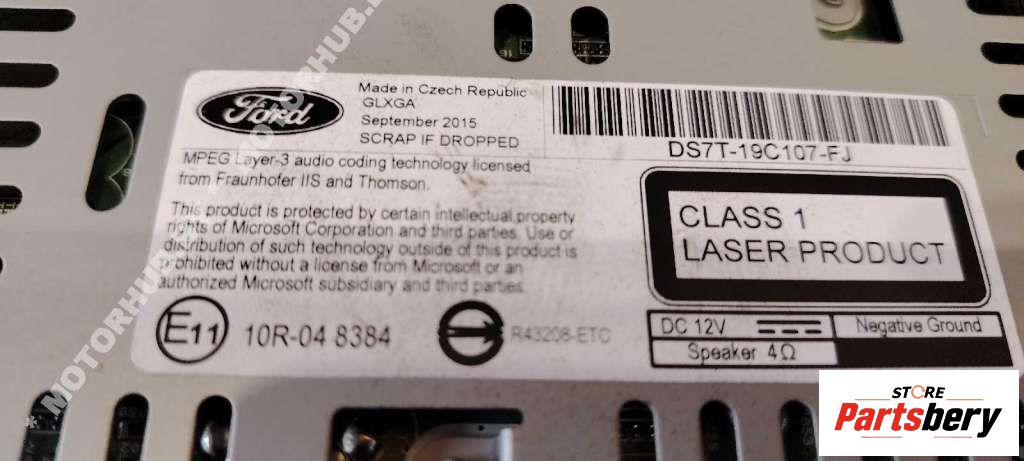 Ford
Made in Czech Republic
GLXGA
September 2015
SCRAP IF DROPPED
DS7T-19C107-FJ
MPEG Layer-3 audio coding technology licensed
from Fraunhofer IIS and Thomson.
This product is protected by certain intellectual property
rights of Microsoft Corporation and third parties. Use or
distribution of such technology outside of this product is
prohibited without a license from Microsoft or an
authorized Microsoft subsidiary and third parties.
E11
10R-04 8384
R43208-ETC
CLASS 1
LASER PRODUCT
DC 12V
Negative Ground
Speaker 4Ω
STORE
Partsbery
MOTORHUB
MOTORHUB